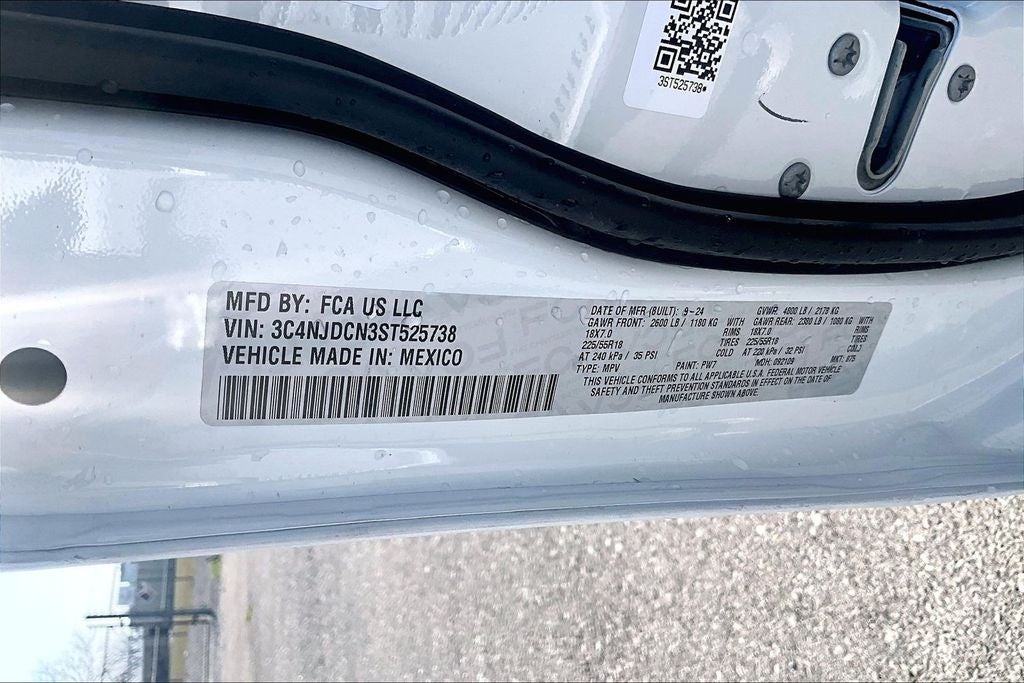 3ST525738*
MFD BY: FCA US LLC
VIN: 3C4NJDCN3ST525738
VEHICLE MADE IN: MEXICO
DATE OF MFR (BUILT): 9-24 GVWR: 4800 LB / 2178 KG
GAWR FRONT: 2600 LB / 1180 KG WITH GAWR REAR: 2380 LB / 1080 KG WITH
18X7.0 RIMS 18X7.0 RIMS
225/55R18 TIRES 225/55R18 TIRES
AT 240 kPa / 35 PSI COLD AT 220 kPa / 32 PSI COLD
TYPE: MPV PAINT: PW7 MDH: 092109 MKT: 875
THIS VEHICLE CONFORMS TO ALL APPLICABLE U.S.A. FEDERAL MOTOR VEHICLE
SAFETY AND THEFT PREVENTION STANDARDS IN EFFECT ON THE DATE OF
MANUFACTURE SHOWN ABOVE.